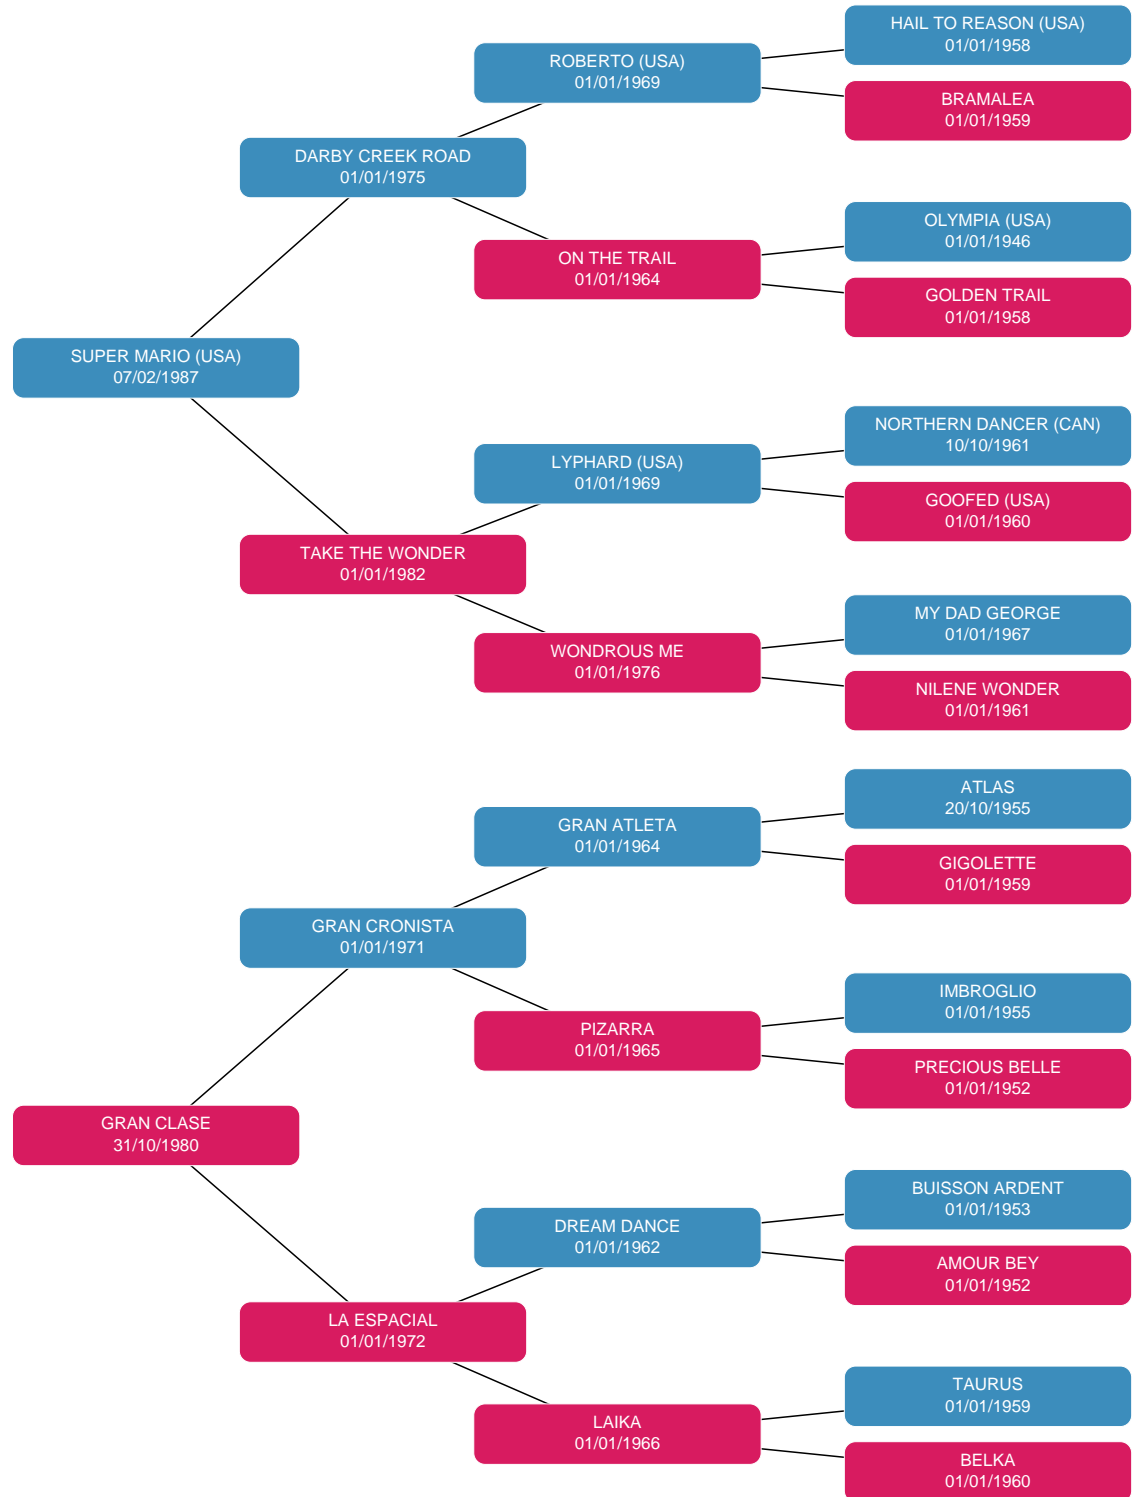 HAIL TO REASON (USA)
01/01/1958
ROBERTO (USA)
01/01/1969
BRAMALEA
01/01/1959
DARBY CREEK ROAD
01/01/1975
OLYMPIA (USA)
01/01/1946
ON THE TRAIL
01/01/1964
GOLDEN TRAIL
01/01/1958
SUPER MARIO (USA)
07/02/1987
NORTHERN DANCER (CAN)
10/10/1961
LYPHARD (USA)
01/01/1969
GOOFED (USA)
01/01/1960
TAKE THE WONDER
01/01/1982
MY DAD GEORGE
01/01/1967
WONDROUS ME
01/01/1976
NILENE WONDER
01/01/1961
ATLAS
20/10/1955
GRAN ATLETA
01/01/1964
GIGOLETTE
01/01/1959
GRAN CRONISTA
01/01/1971
IMBROGLIO
01/01/1955
PIZARRA
01/01/1965
PRECIOUS BELLE
01/01/1952
GRAN CLASE
31/10/1980
BUISSON ARDENT
01/01/1953
DREAM DANCE
01/01/1962
AMOUR BEY
01/01/1952
LA ESPACIAL
01/01/1972
TAURUS
01/01/1959
LAIKA
01/01/1966
BELKA
01/01/1960